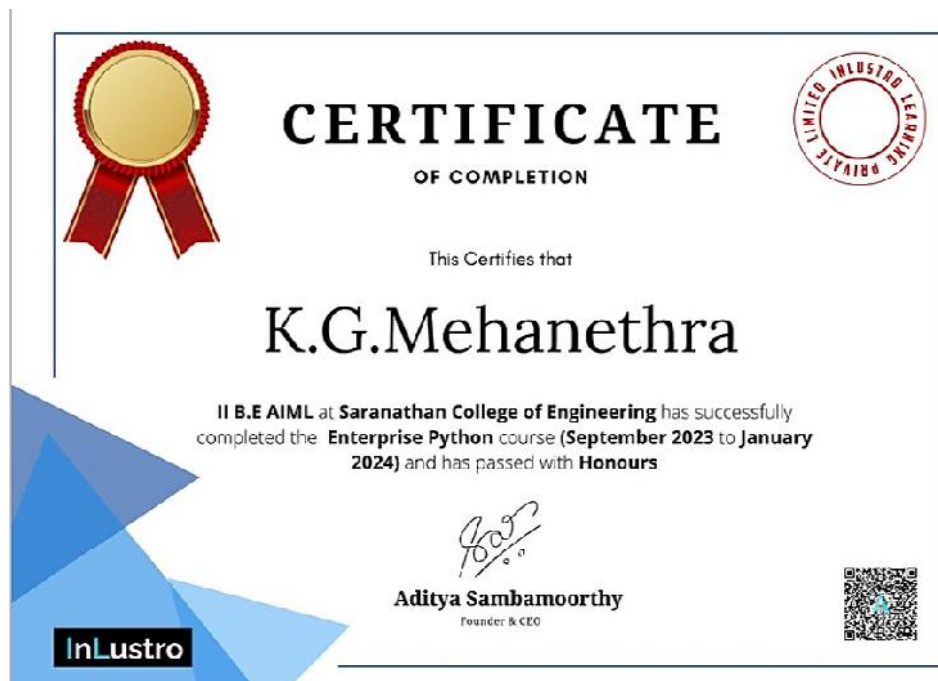 CERTIFICATE
INLUSTRO LEARNING PRIVATE LIMITED
OF COMPLETION
This Certifies that
K.G.Mehanethra
II B.E AIML at Saranathan College of Engineering has successfully
completed the Enterprise Python course (September 2023 to January
2024) and has passed with Honours
Aditya Sambamoorthy
Founder & CEO
InLustro